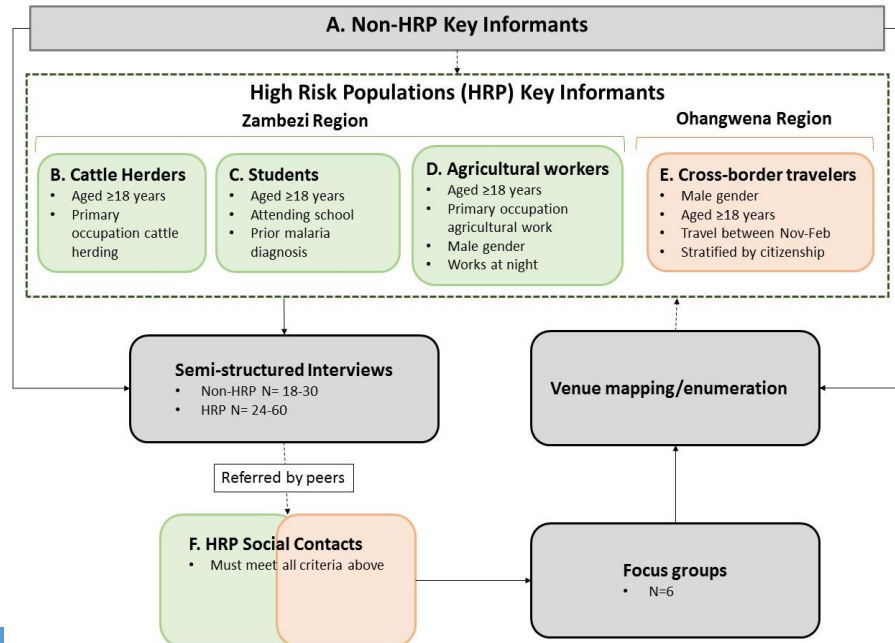 A. Non-HRP Key Informants
High Risk Populations (HRP) Key Informants
Zambezi Region
Ohangwena Region
B. Cattle Herders
• Aged ≥18 years
• Primary
occupation cattle
herding
C. Students
• Aged ≥18 years
• Attending school
• Prior malaria
diagnosis
D. Agricultural workers
• Aged ≥18 years
• Primary occupation
agricultural work
• Male gender
• Works at night
E. Cross-border travelers
• Male gender
• Aged ≥18 years
• Travel between Nov-Feb
• Stratified by citizenship
Semi-structured Interviews
• Non-HRP N= 18-30
• HRP N= 24-60
Venue mapping/enumeration
Referred by peers
F. HRP Social Contacts
• Must meet all criteria above
Focus groups
• N=6